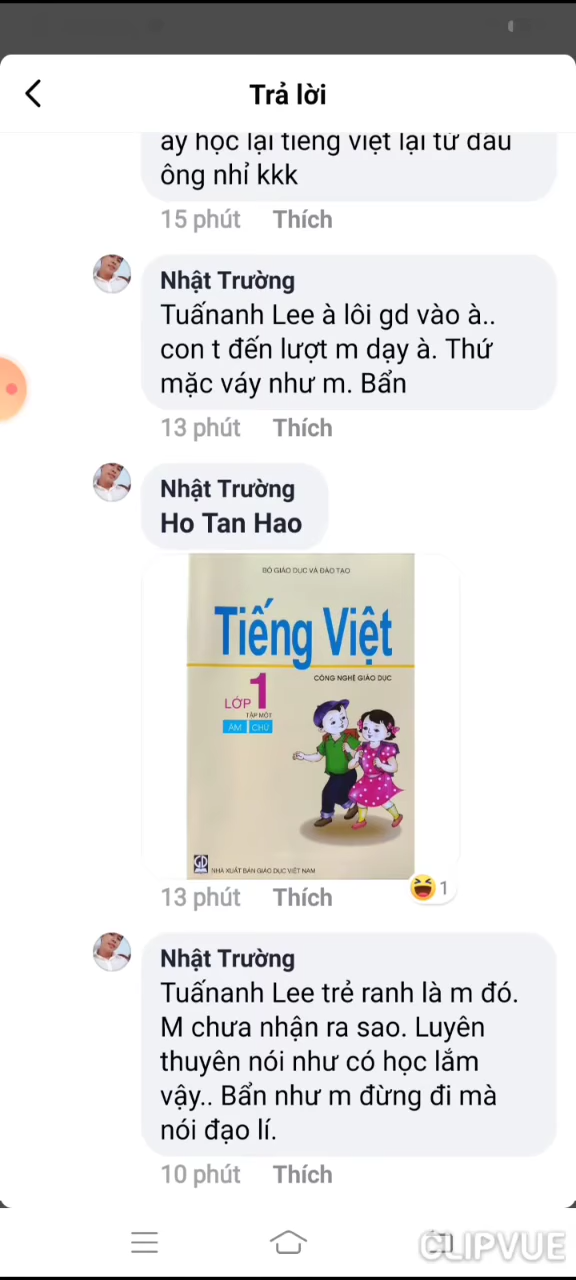 Trả lời
ấy học lại tiếng việt lại từ đầu
ông nhỉ kkk
15 phút Thích
Nhật Trường
Tuấnanh Lee à lôi gd vào à..
con t đến lượt m dạy à. Thứ
mặc váy như m. Bẩn
13 phút Thích
Nhật Trường
Ho Tan Hao
BỘ GIÁO DỤC VÀ ĐÀO TẠO
Tiếng Việt
CÔNG NGHỆ GIÁO DỤC
LỚP 1
TẬP MỘT
ÂM CHỮ
GD
NHÀ XUẤT BẢN GIÁO DỤC VIỆT NAM
1
13 phút Thích
Nhật Trường
Tuấnanh Lee trẻ ranh là m đó.
M chưa nhận ra sao. Luyên
thuyên nói như có học lắm
vậy.. Bẩn như m đừng đi mà
nói đạo lí.
10 phút Thích
CLIPVUE